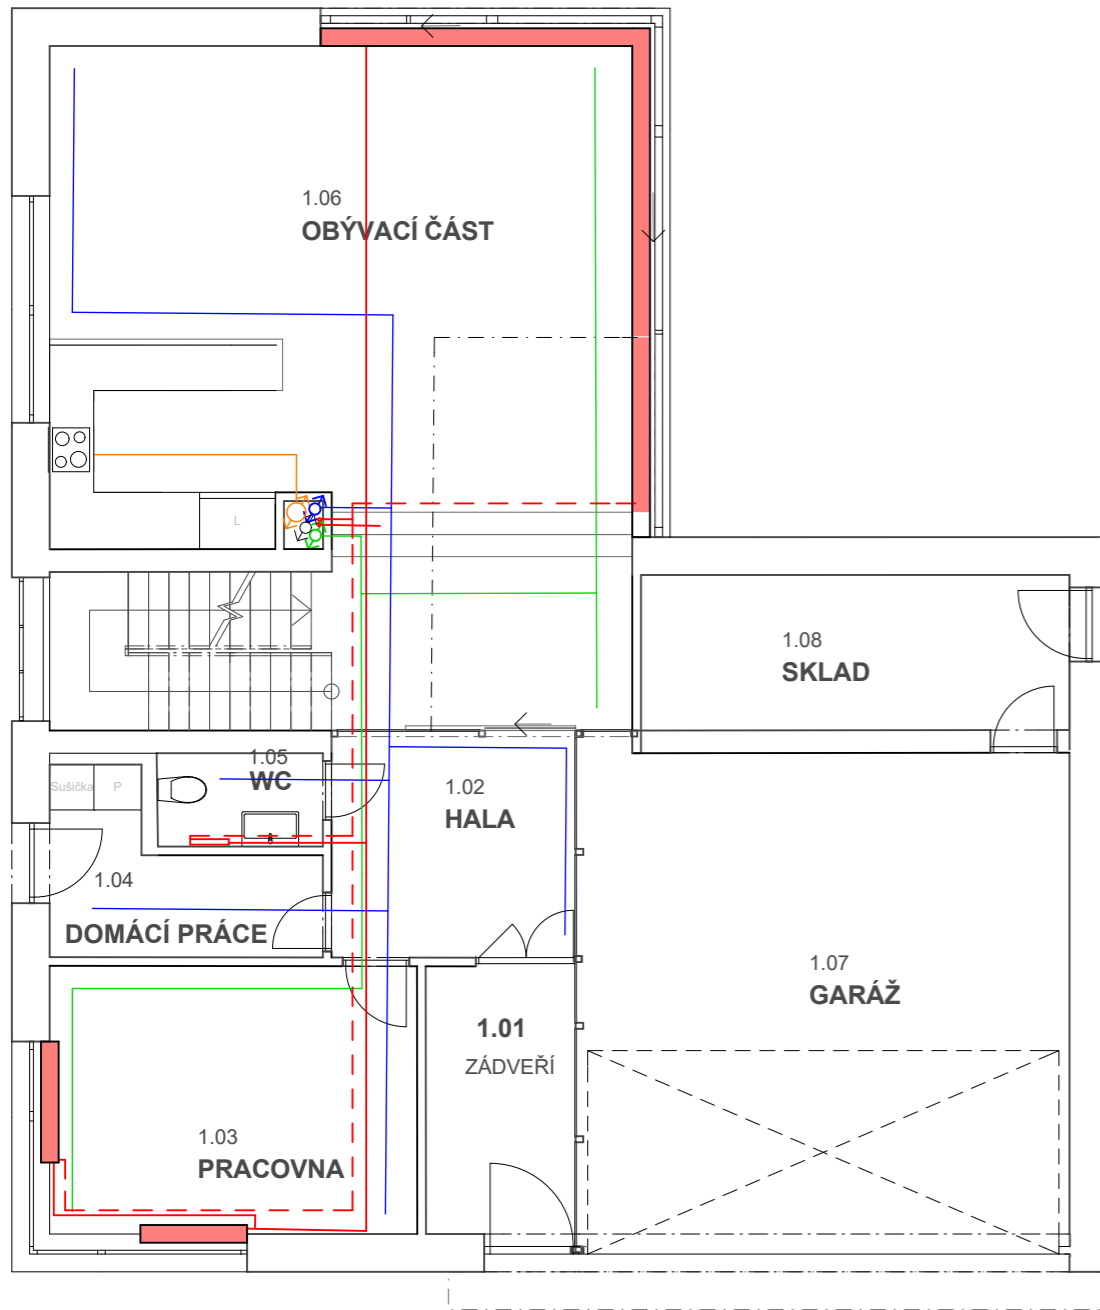 1.06
OBÝVACÍ ČÁST
L
1.08
SKLAD
1.05
WC
Sušička
P
1.02
HALA
1.04
DOMÁCÍ PRÁCE
1.07
GARÁŽ
1.01
ZÁDVEŘÍ
1.03
PRACOVNA